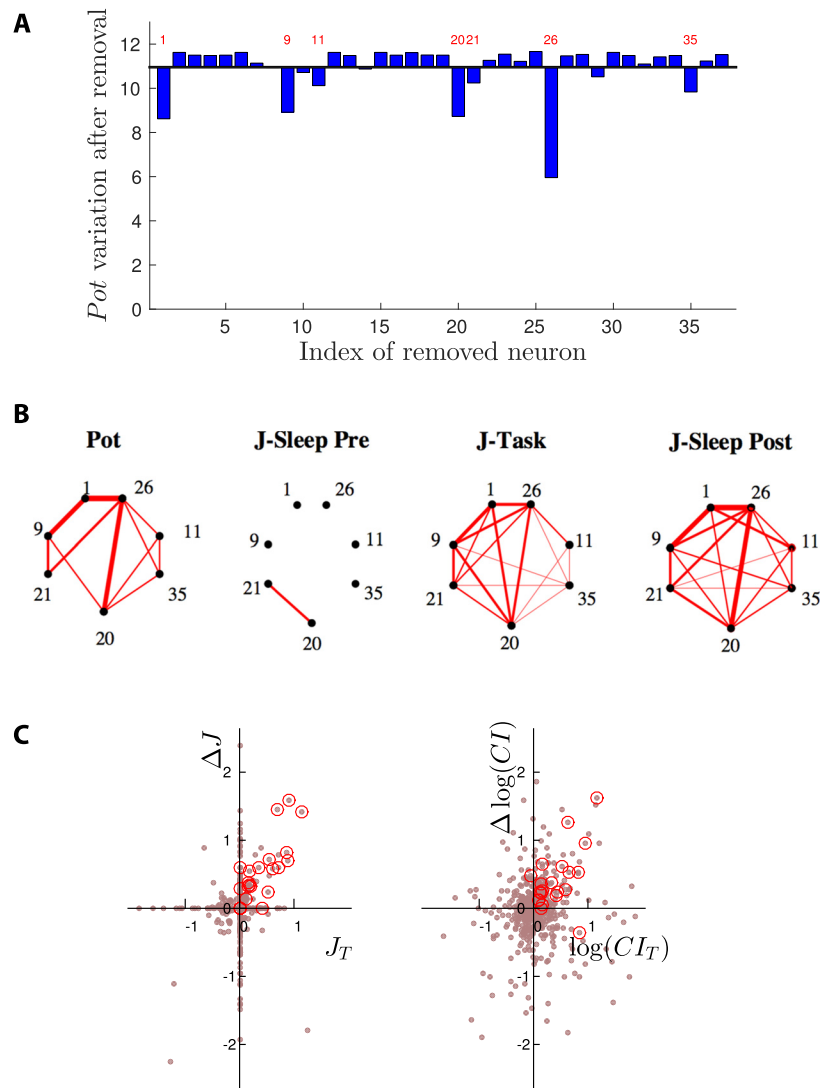 A
Pot variation after removal
12
10
8
6
4
2
0
1 9 11 20 21 26 35
5 10 15 20 25 30 35
Index of removed neuron
B
Pot
J-Sleep Pre
J-Task
J-Sleep Post
1 26
9 11
21 35
20
1 26
9 11
21 35
20
1 26
9 11
21 35
20
1 26
9 11
21 35
20
C
ΔJ
2
1
0
-1 0 1
J_T
-1
-2
Δ log(CI)
2
1
0
-1 0 1
log(CI_T)
-1
-2